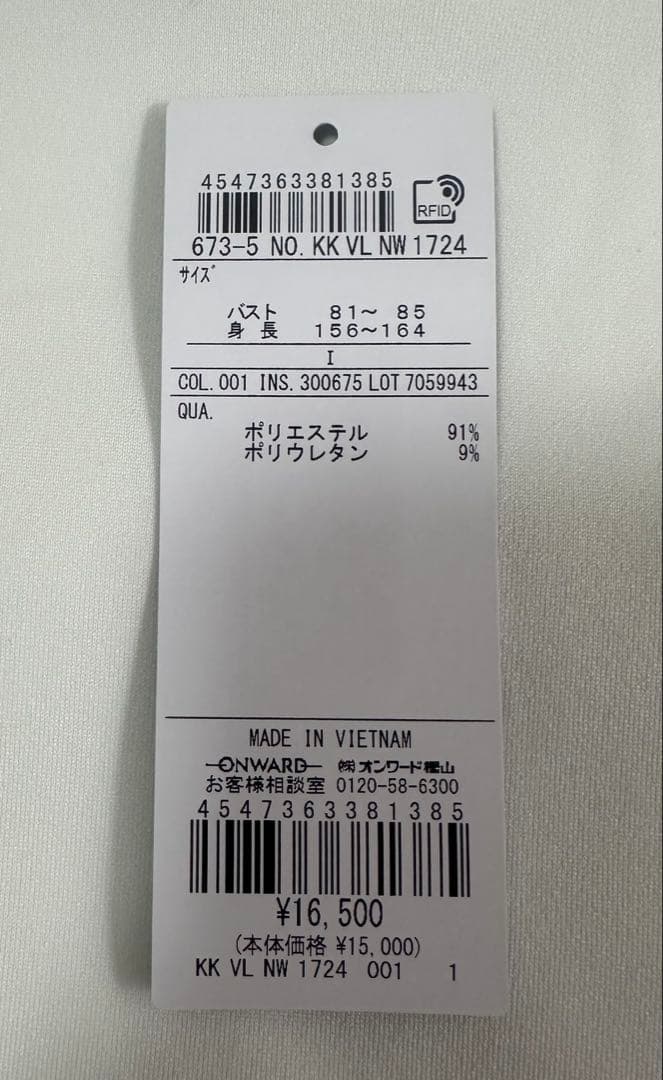 4547363381385
RFID
673-5 NO. KK VL NW 1724
サイズ
バスト 81～ 85
身 長 156～164
I
COL. 001 INS. 300675 LOT 7059943
QUA.
ポリエステル 91%
ポリウレタン 9%
MADE IN VIETNAM
ONWARD ㈱オンワード樫山
お客様相談室 0120-58-6300
4547363381385
¥16,500
(本体価格 ¥15,000)
KK VL NW 1724 001 1